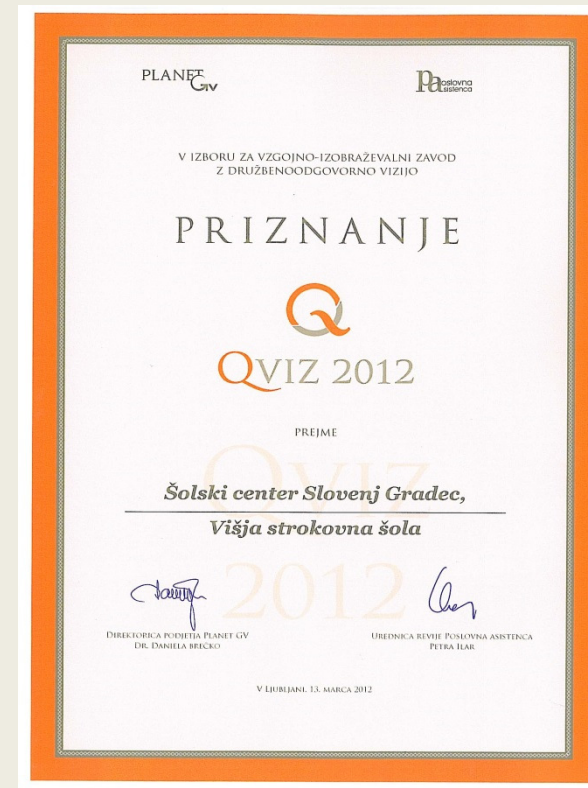 PLANET GV
Poslovna asistenca
V IZBORU ZA VZGOJNO-IZOBRAŽEVALNI ZAVOD
Z DRUŽBENOODGOVORNO VIZIJO
PRIZNANJE
Q
QVIZ 2012
PREJME
QVIZ
Šolski center Slovenj Gradec,
Višja strokovna šola
2012
DIREKTORICA PODJETJA PLANET GV
DR. DANIELA BREČKO
UREDNICA REVIJE POSLOVNA ASISTENCA
PETRA ILAR
V LJUBLJANI, 13. MARCA 2012